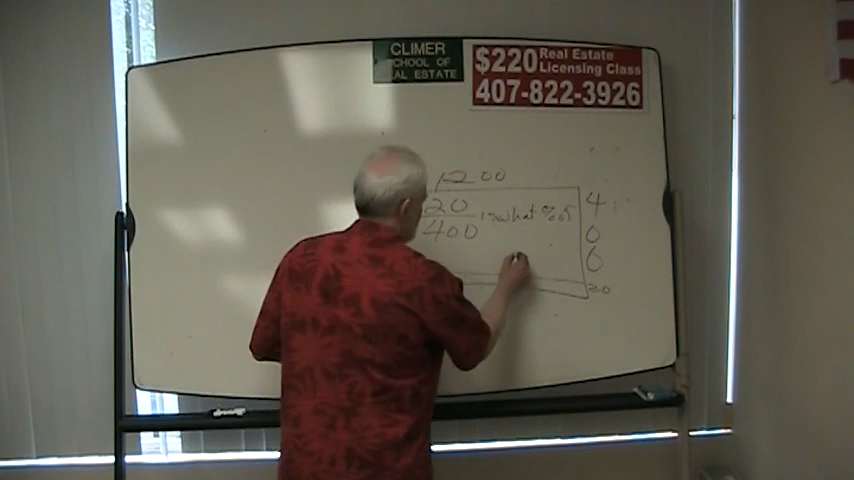 CLIMER
SCHOOL OF
REAL ESTATE
$220 Real Estate
Licensing Class
407-822-3926
1200
20 is what % of
400
4
0
0
20